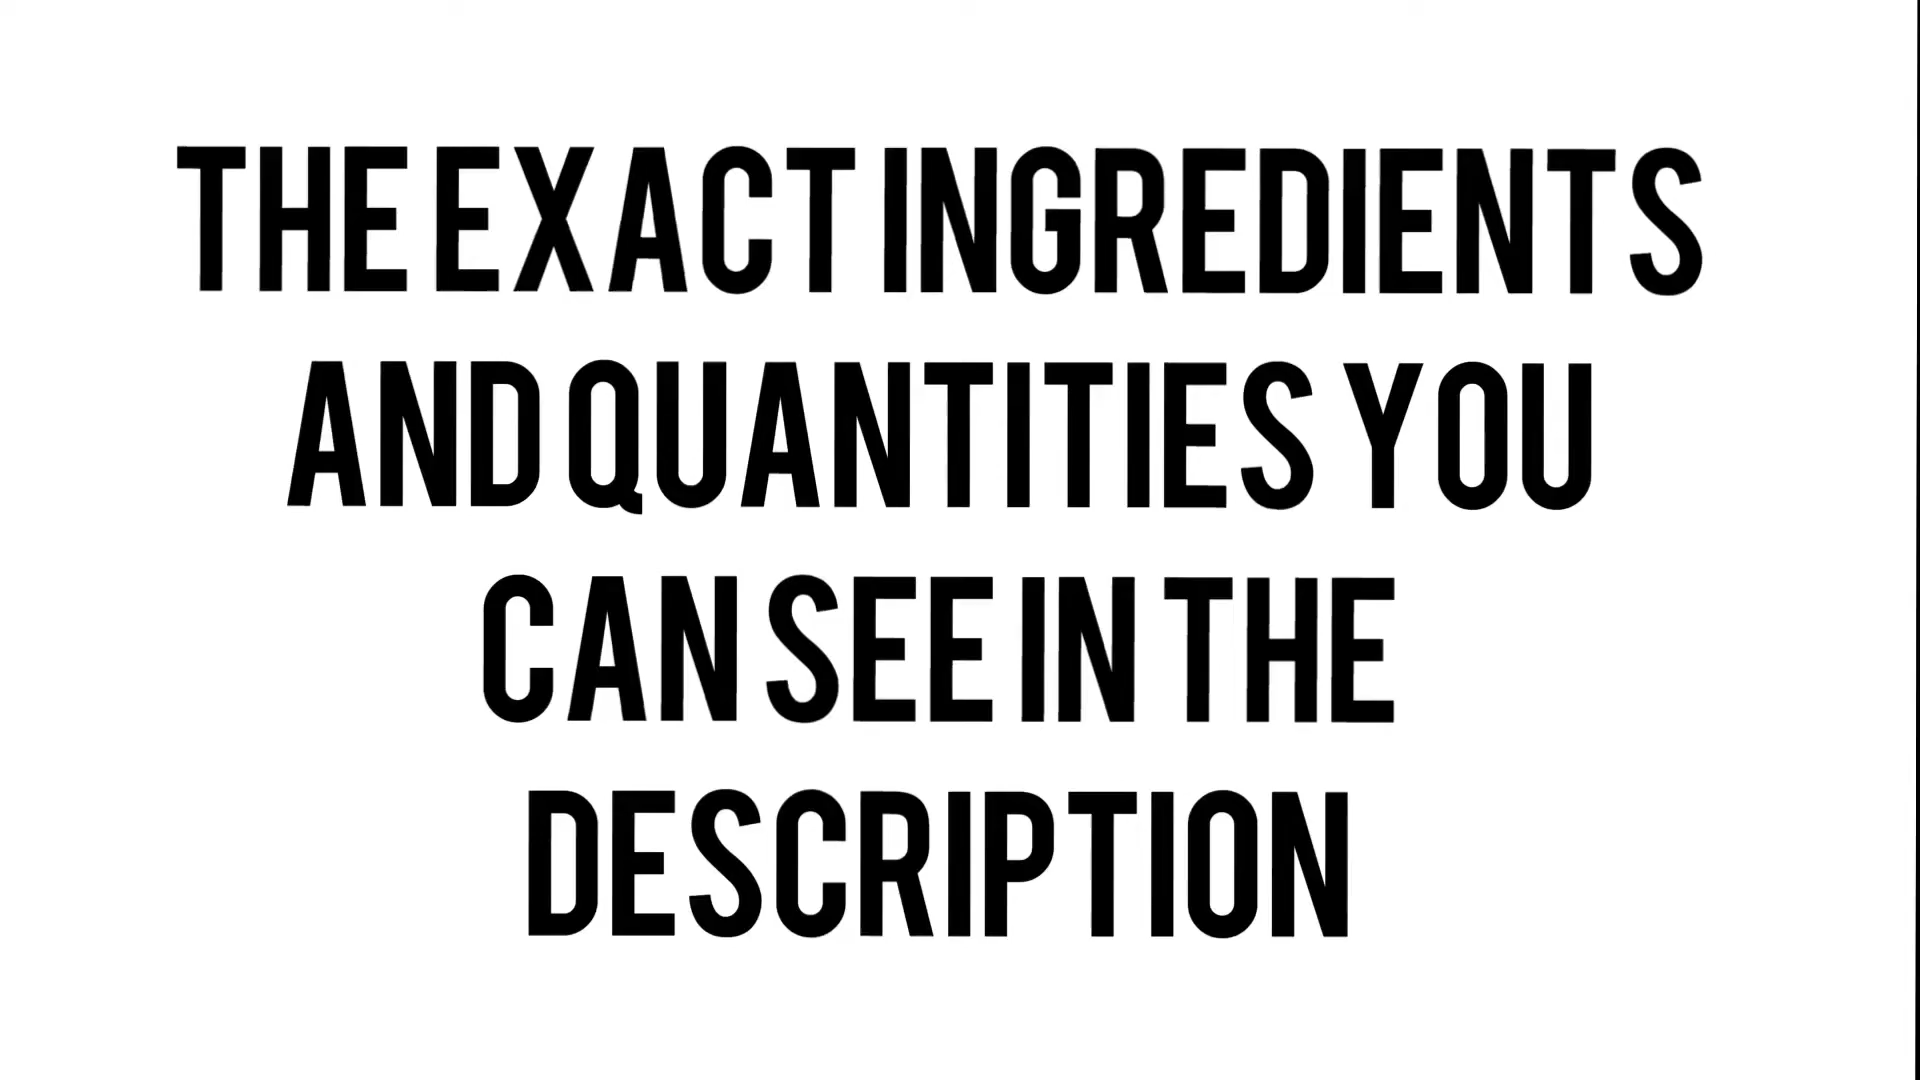 THE EXACT INGREDIENTS
AND QUANTITIES YOU
CAN SEE IN THE
DESCRIPTION